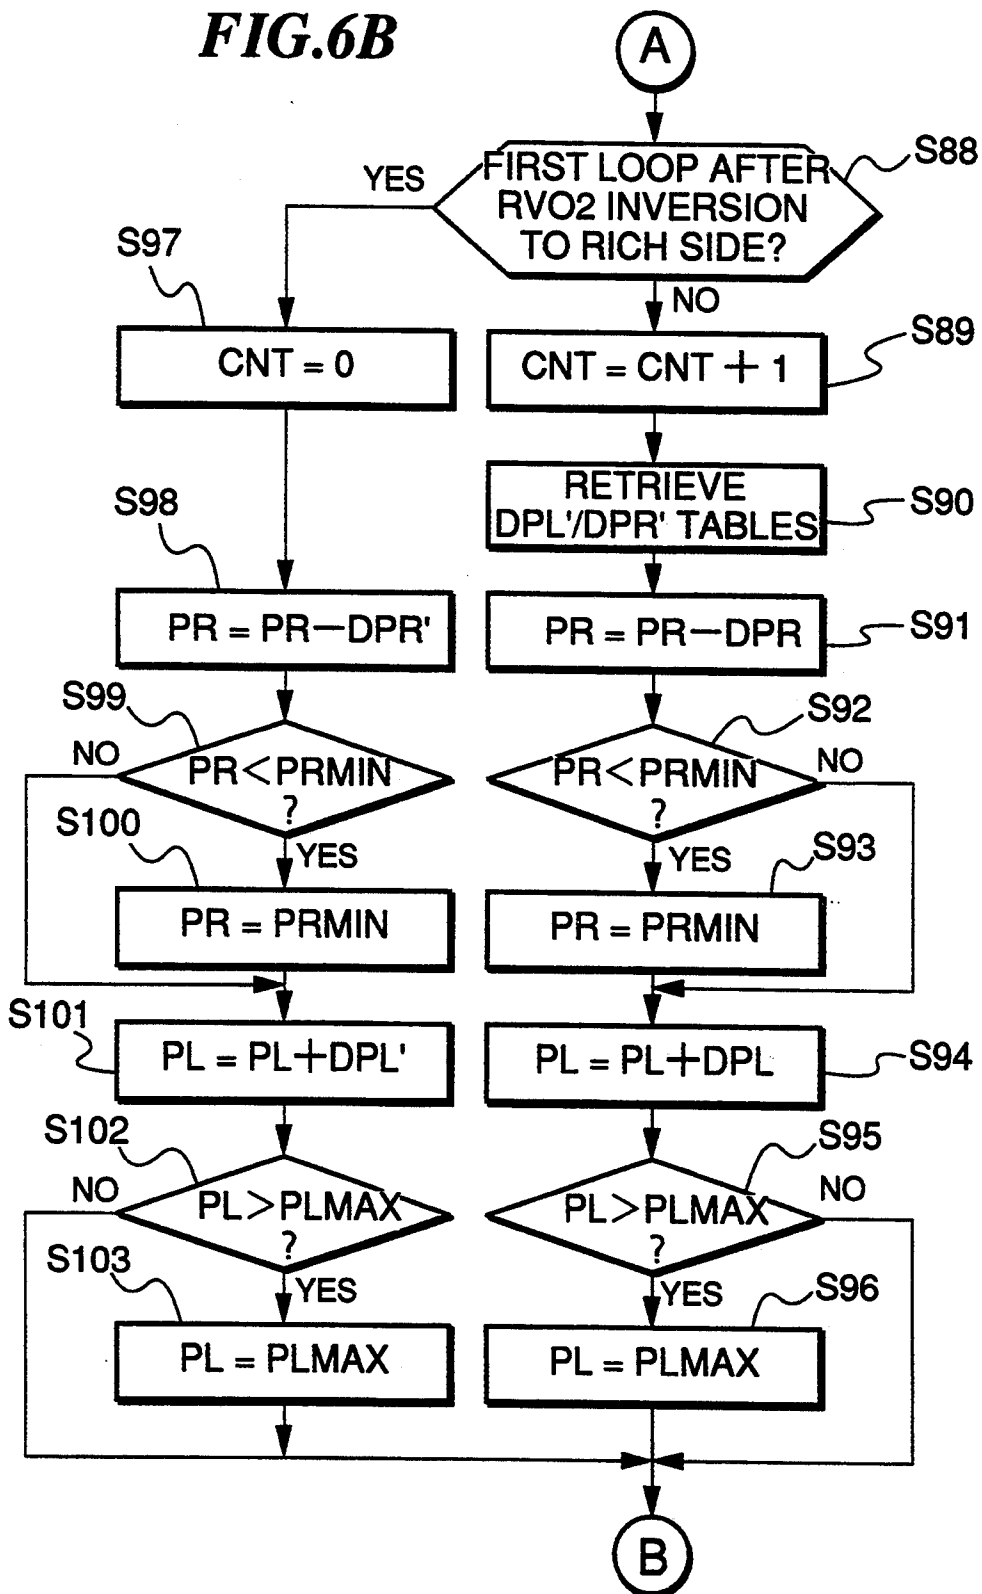 FIG.6B
A
FIRST LOOP AFTER
RVO2 INVERSION
TO RICH SIDE?
S88
YES
NO
S97
CNT = 0
S89
CNT = CNT + 1
RETRIEVE
DPL'/DPR' TABLES
S90
S98
PR = PR-DPR'
PR = PR-DPR
S91
S99
NO
PR<PRMIN
?
YES
S92
PR<PRMIN
?
NO
YES
S100
PR = PRMIN
S93
PR = PRMIN
S101
PL = PL+DPL'
PL = PL+DPL
S94
S102
NO
PL>PLMAX
?
YES
S95
PL>PLMAX
?
NO
YES
S103
PL = PLMAX
S96
PL = PLMAX
B